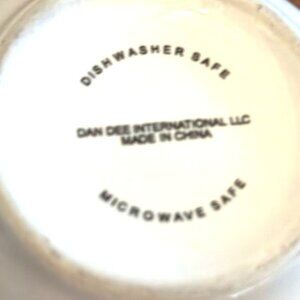 DISHWASHER SAFE
DAN DEE INTERNATIONAL LLC
MADE IN CHINA
MICROWAVE SAFE